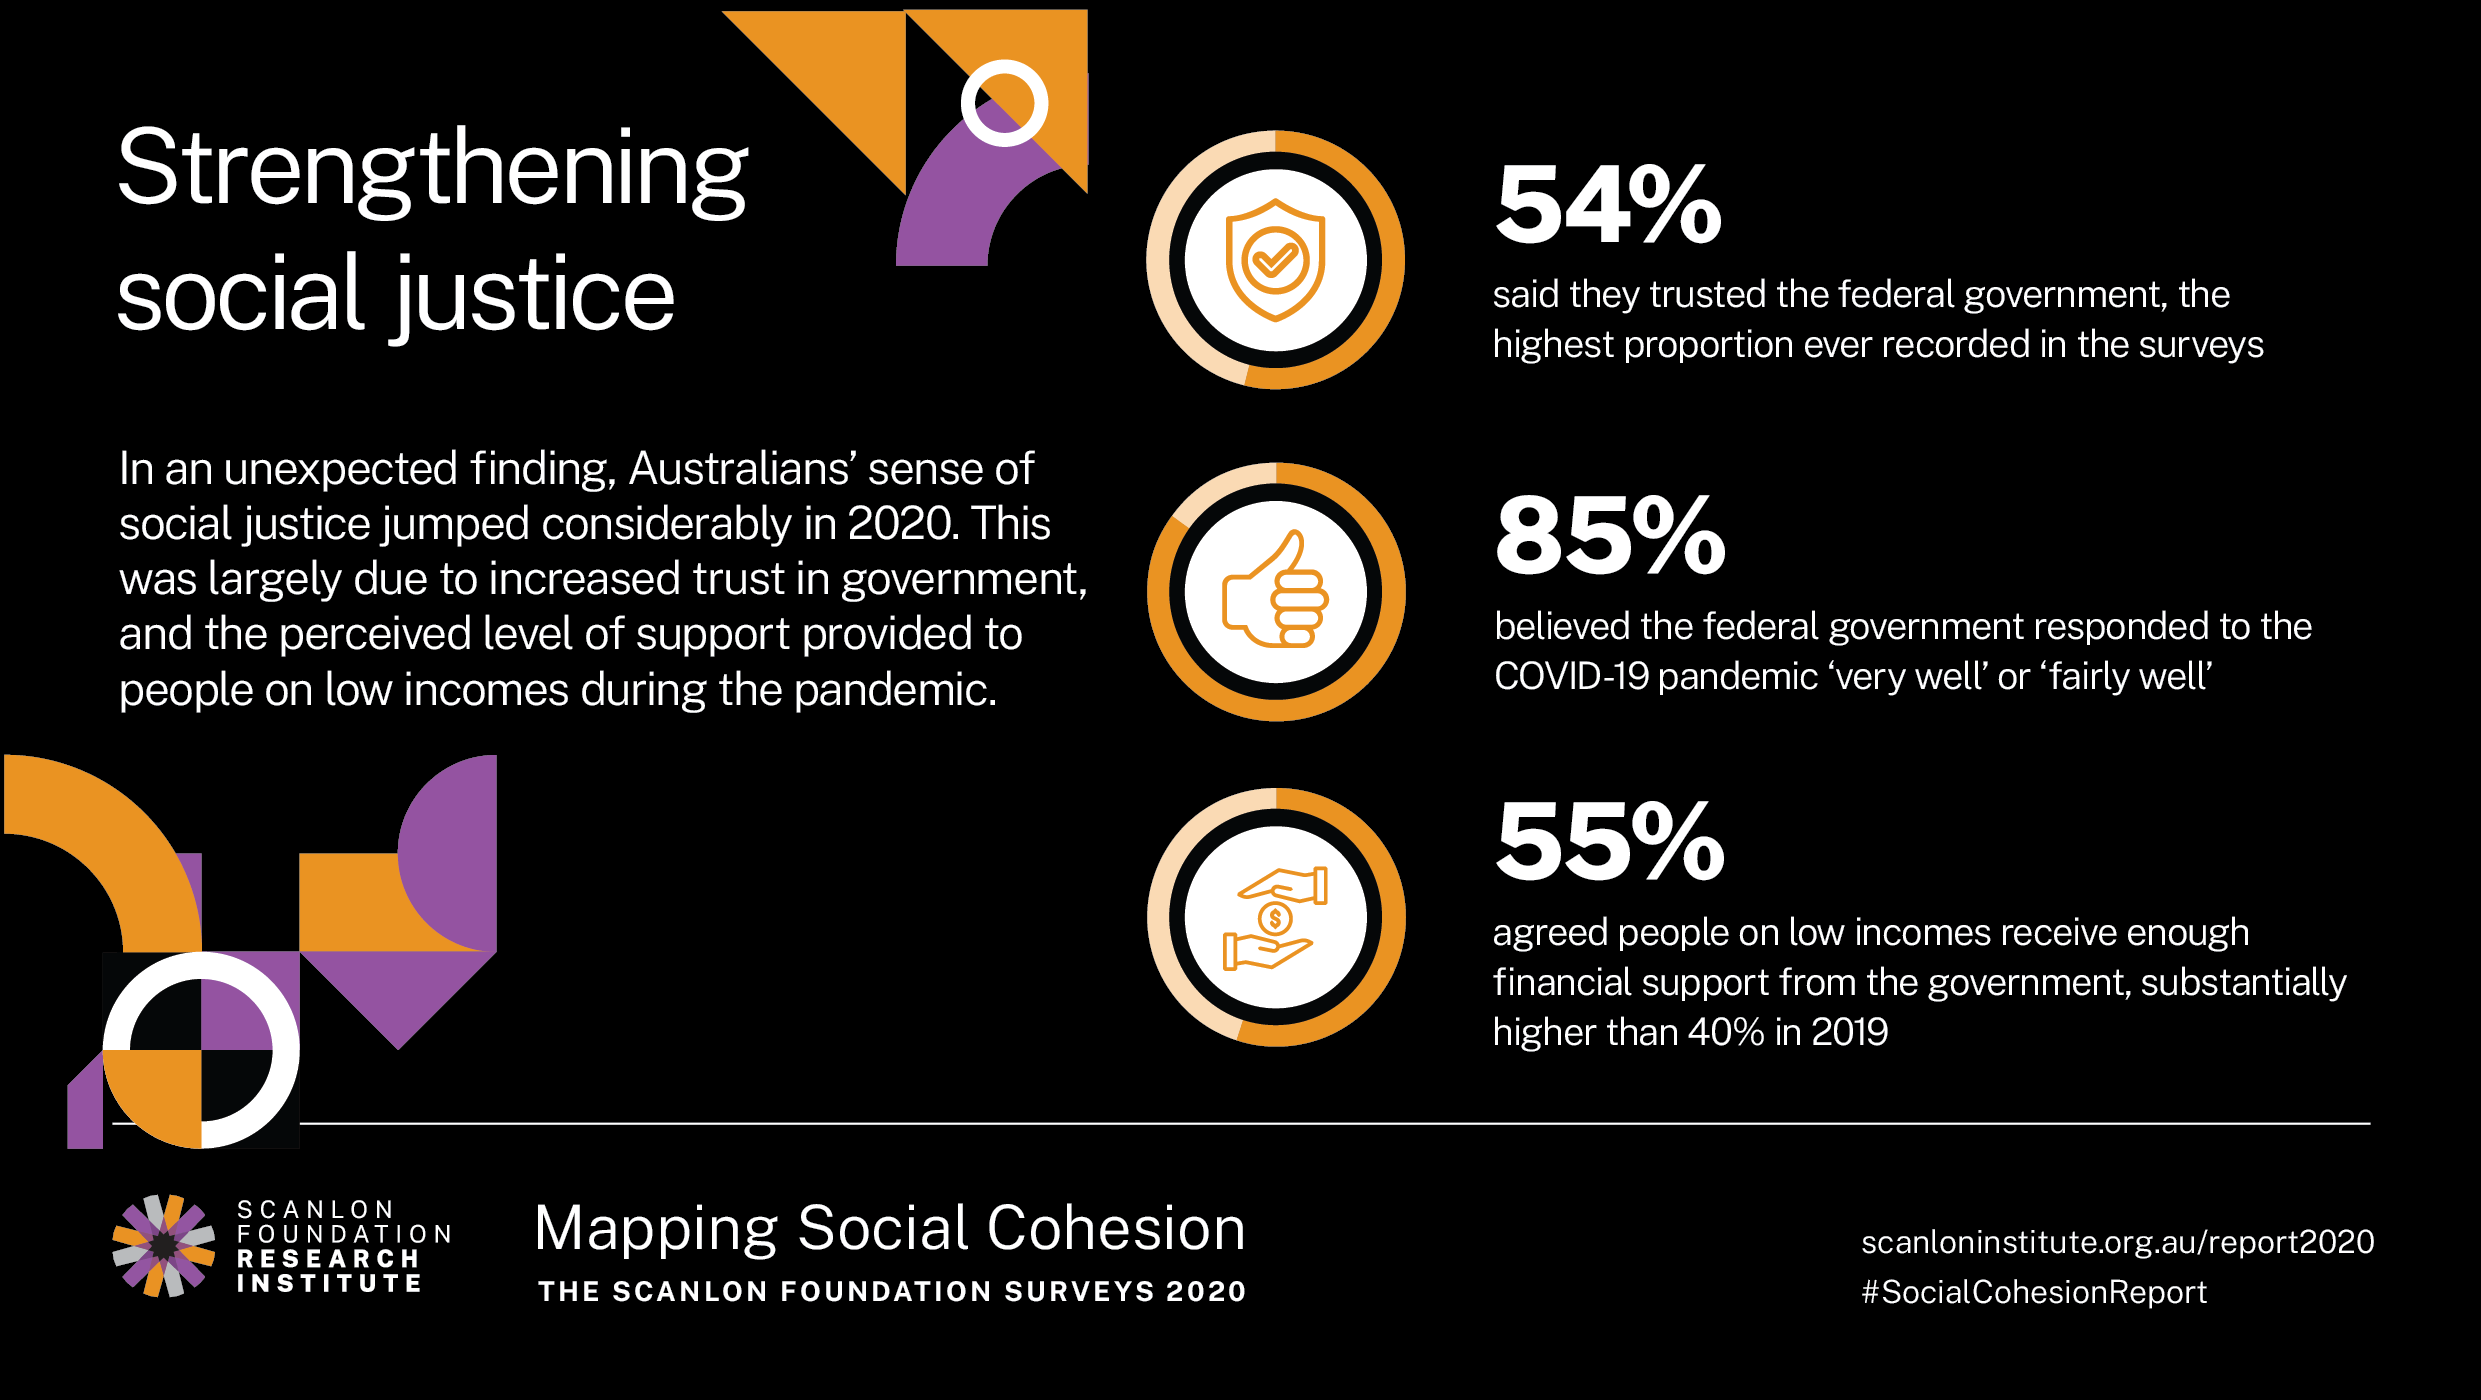 Strengthening
social justice
In an unexpected finding, Australians’ sense of
social justice jumped considerably in 2020. This
was largely due to increased trust in government,
and the perceived level of support provided to
people on low incomes during the pandemic.
54%
said they trusted the federal government, the
highest proportion ever recorded in the surveys
85%
believed the federal government responded to the
COVID-19 pandemic ‘very well’ or ‘fairly well’
$
55%
agreed people on low incomes receive enough
financial support from the government, substantially
higher than 40% in 2019
SCANLON
FOUNDATION
RESEARCH
INSTITUTE
Mapping Social Cohesion
THE SCANLON FOUNDATION SURVEYS 2020
scanloninstitute.org.au/report2020
#SocialCohesionReport